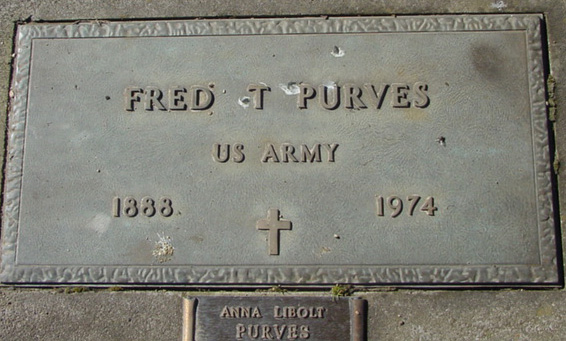 FRED T PURVES
US ARMY
1888 1974
ANNA LIBOLT
PURVES